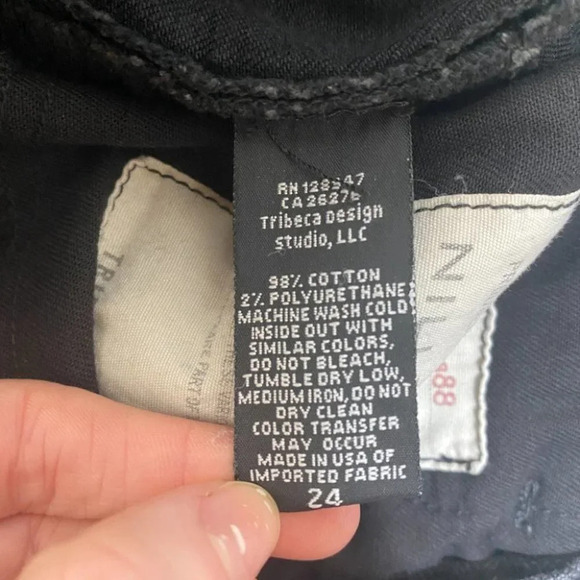 RN 128947
CA 26276
Tribeca Design
Studio, LLC
98% COTTON
2% POLYURETHANE
MACHINE WASH COLD
INSIDE OUT WITH
SIMILAR COLORS,
DO NOT BLEACH,
TUMBLE DRY LOW,
MEDIUM IRON, DO NOT
DRY CLEAN
COLOR TRANSFER
MAY OCCUR
MADE IN USA OF
IMPORTED FABRIC
24
988